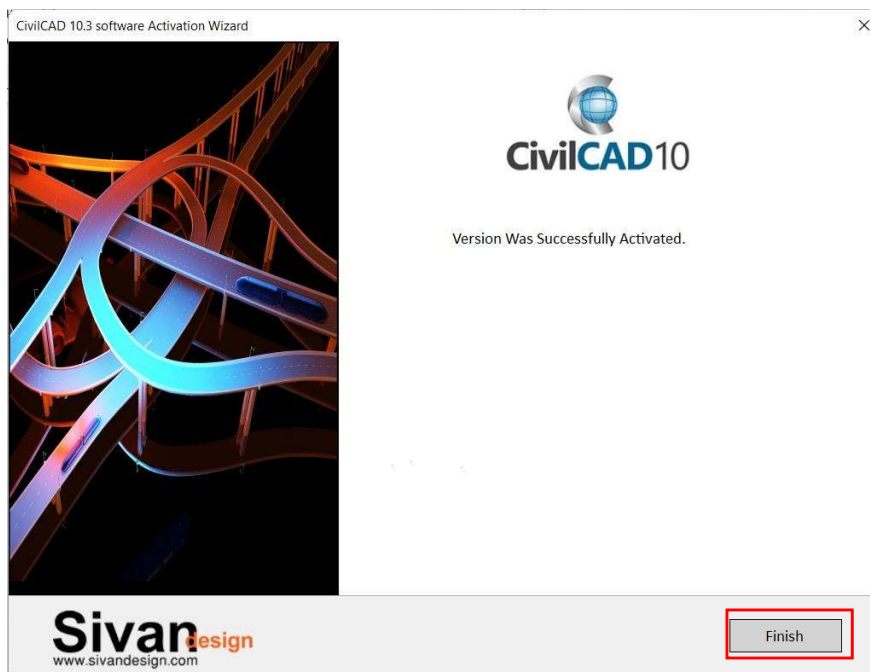 CivilCAD 10.3 software Activation Wizard
CivilCAD10
Version Was Successfully Activated.
Sivan design
www.sivandesign.com
Finish